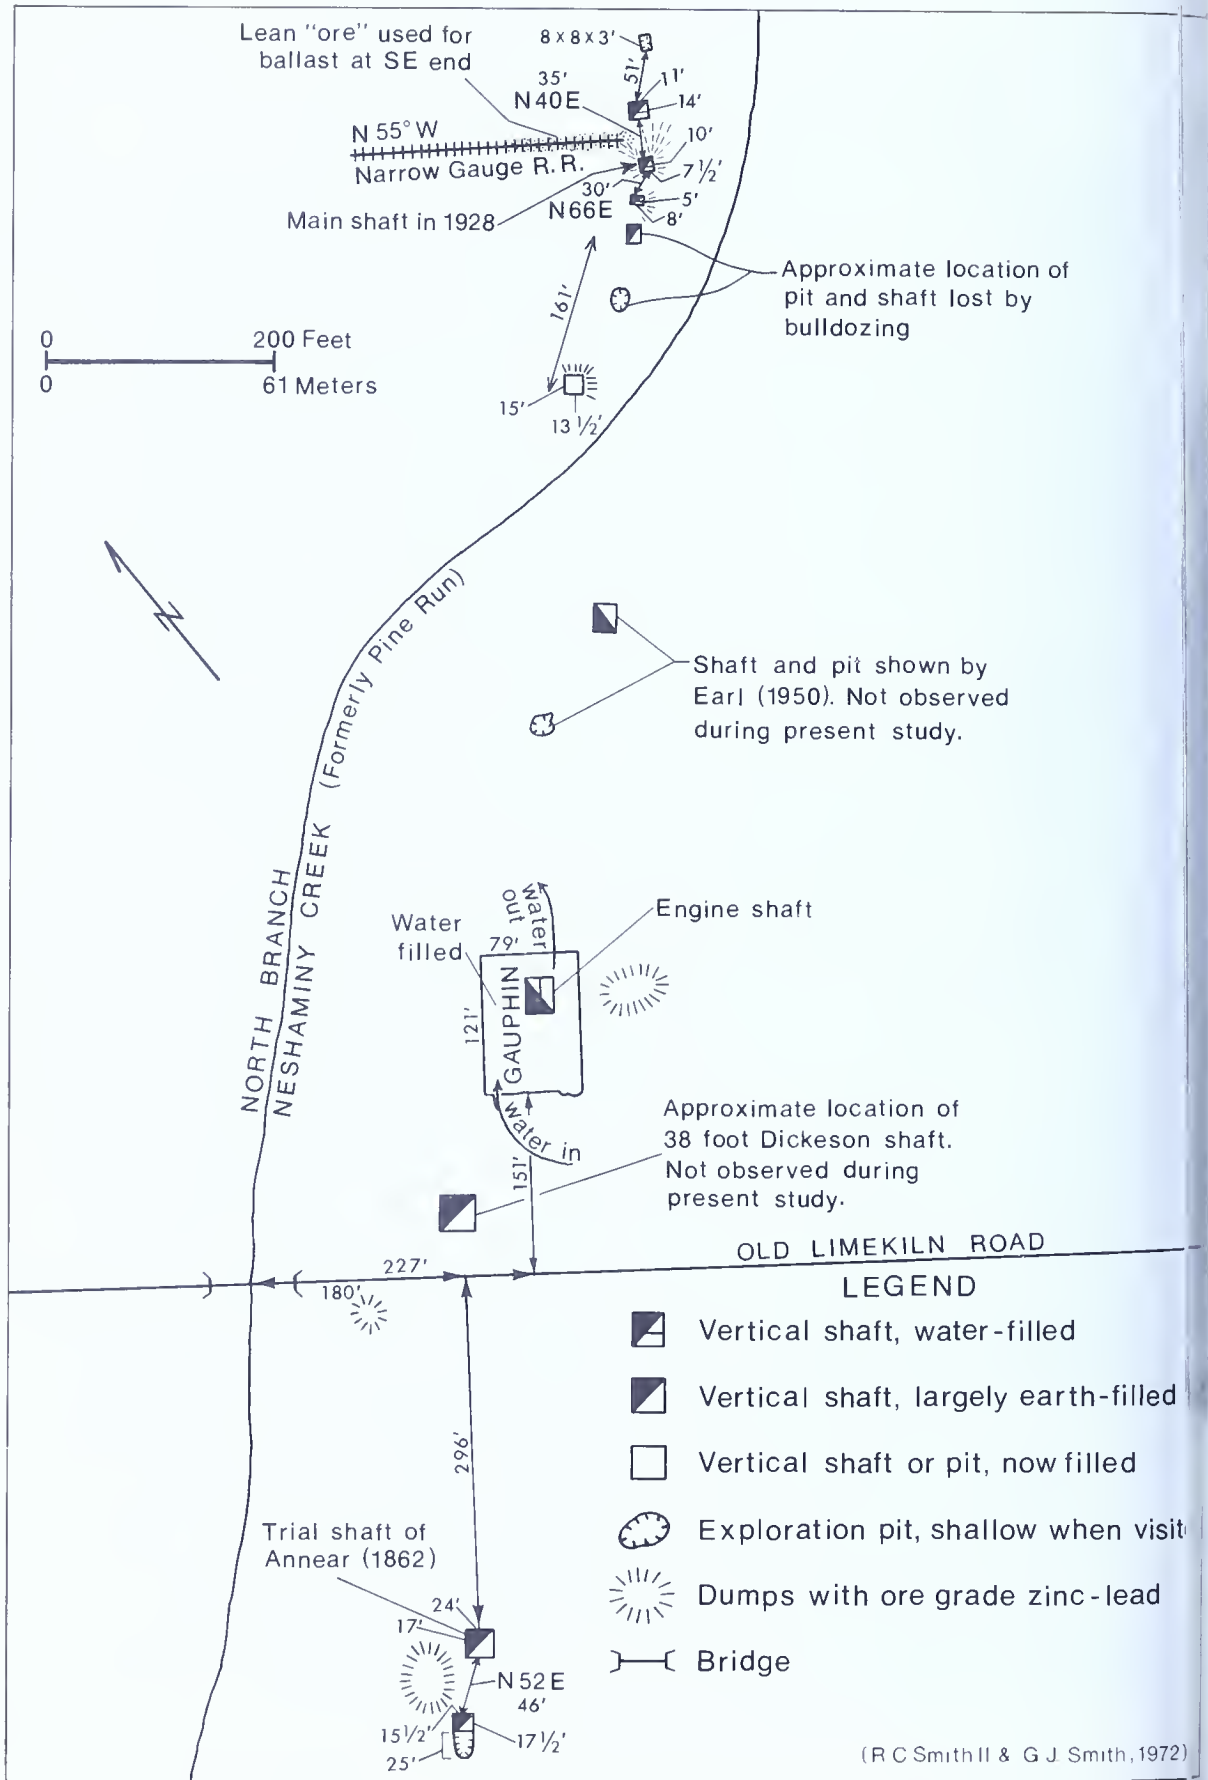 Lean "ore" used for
ballast at SE end
8 x 8 x 3'
51'
11'
14'
35'
N 40 E
N 55° W
Narrow Gauge R. R.
10'
7 1/2'
30'
N 66 E
5'
8'
Main shaft in 1928
Approximate location of
pit and shaft lost by
bulldozing
161'
0 200 Feet
0 61 Meters
15'
13 1/2'
N
NORTH BRANCH
NESHAMINY CREEK (Formerly Pine Run)
Shaft and pit shown by
Earl (1950). Not observed
during present study.
water
out
Engine shaft
Water
filled
79'
121'
GAUPHIN
water in
151'
Approximate location of
38 foot Dickeson shaft.
Not observed during
present study.
OLD LIMEKILN ROAD
227'
180'
296'
LEGEND
Vertical shaft, water-filled
Vertical shaft, largely earth-filled
Vertical shaft or pit, now filled
Exploration pit, shallow when visit
Dumps with ore grade zinc-lead
Bridge
Trial shaft of
Annear (1862)
24'
17'
N 52 E
46'
15 1/2'
17 1/2'
25'
(R C Smith II & G J Smith, 1972)